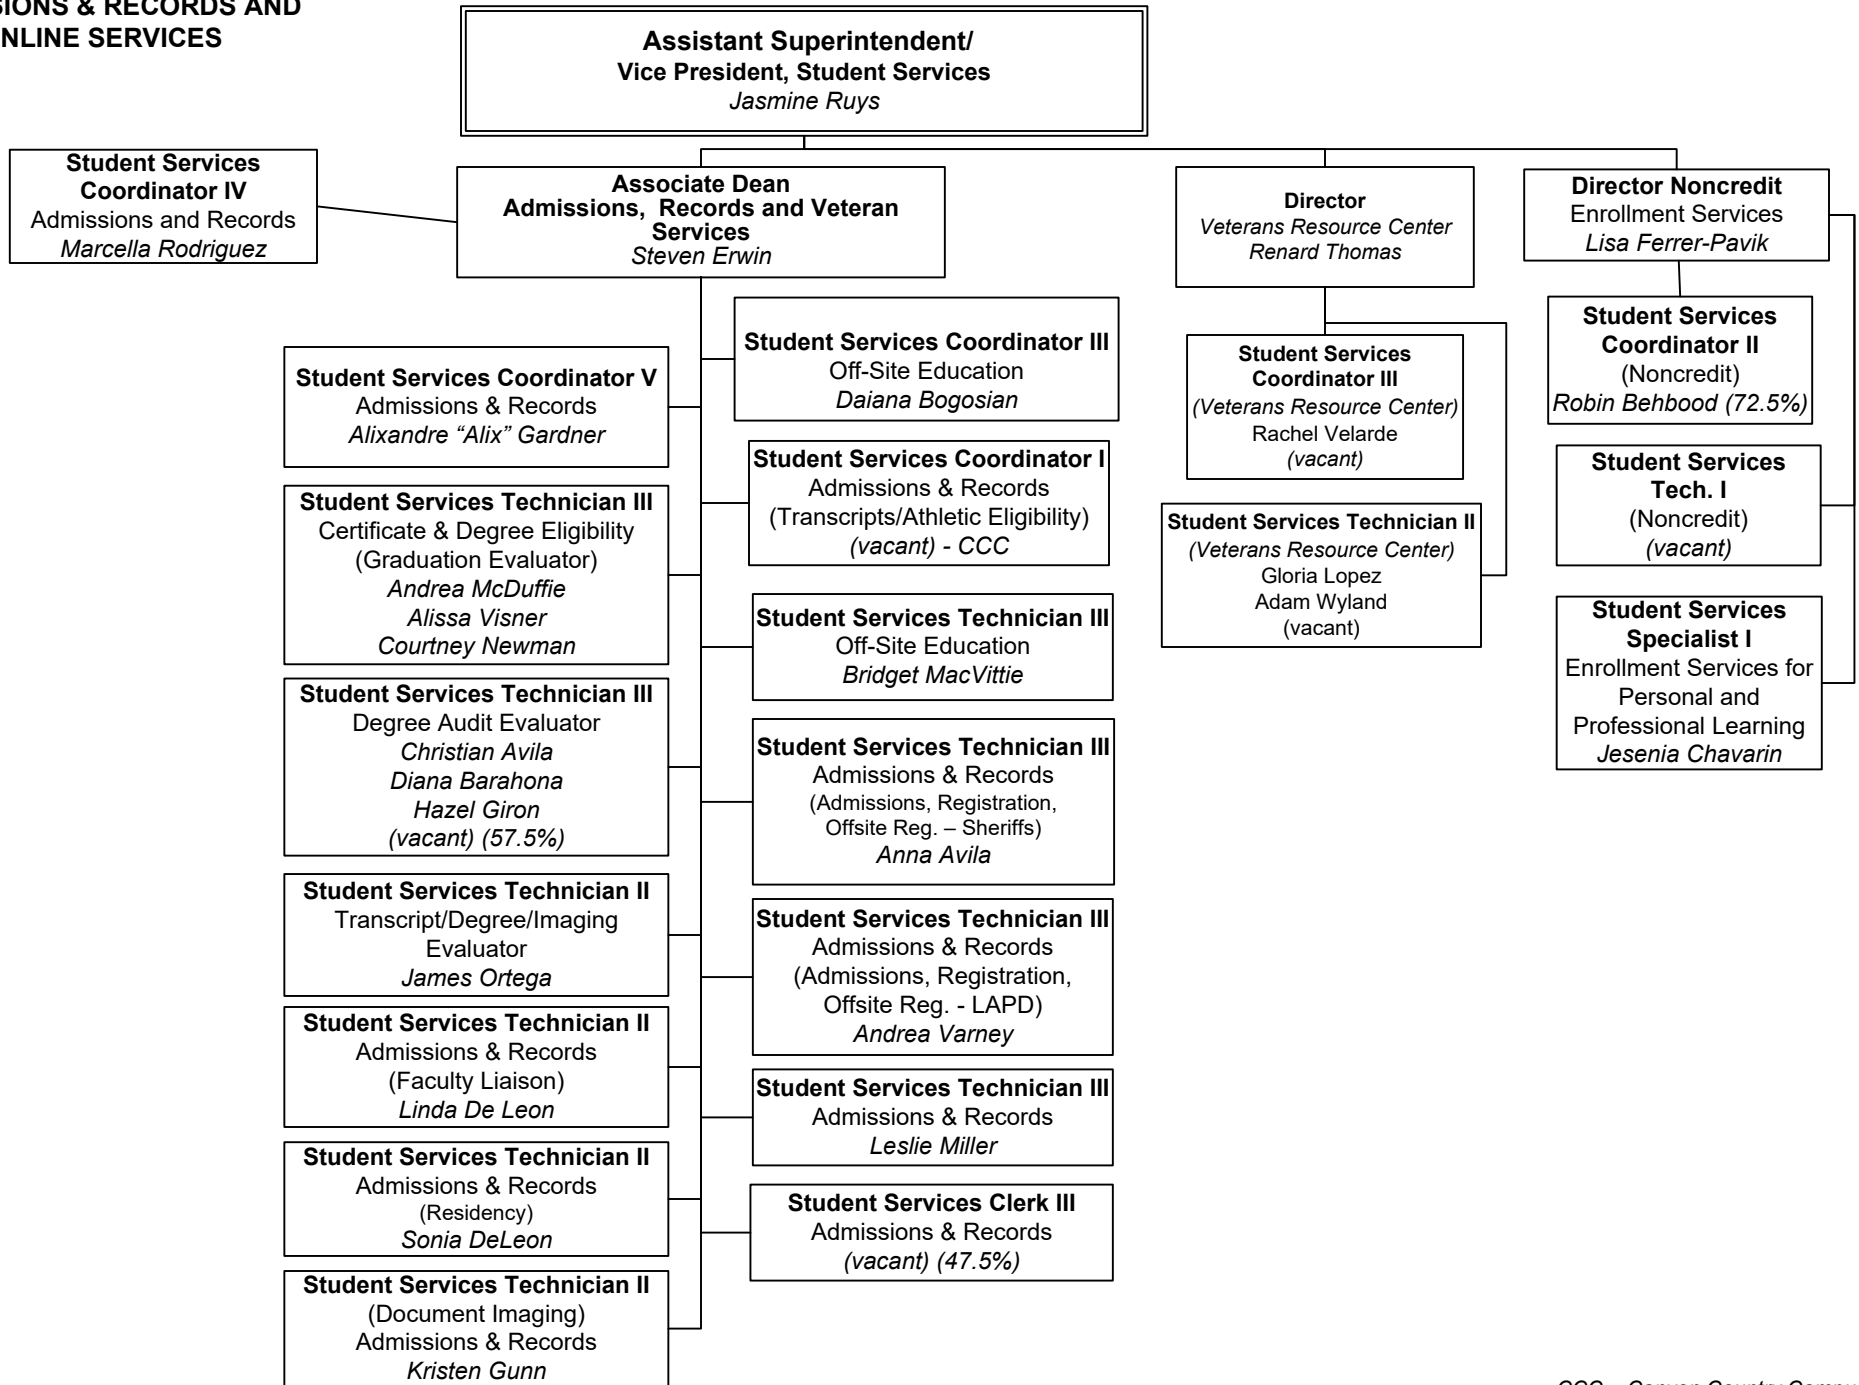 SIONS & RECORDS AND
NLINE SERVICES
Assistant Superintendent/
Vice President, Student Services
Jasmine Ruys
Student Services
Coordinator IV
Admissions and Records
Marcella Rodriguez
Associate Dean
Admissions, Records and Veteran
Services
Steven Erwin
Director
Veterans Resource Center
Renard Thomas
Director Noncredit
Enrollment Services
Lisa Ferrer-Pavik
Student Services Coordinator V
Admissions & Records
Alixandre “Alix” Gardner
Student Services Technician III
Certificate & Degree Eligibility
(Graduation Evaluator)
Andrea McDuffie
Alissa Visner
Courtney Newman
Student Services Technician III
Degree Audit Evaluator
Christian Avila
Diana Barahona
Hazel Giron
(vacant) (57.5%)
Student Services Technician II
Transcript/Degree/Imaging
Evaluator
James Ortega
Student Services Technician II
Admissions & Records
(Faculty Liaison)
Linda De Leon
Student Services Technician II
Admissions & Records
(Residency)
Sonia DeLeon
Student Services Technician II
(Document Imaging)
Admissions & Records
Kristen Gunn
Student Services Coordinator III
Off-Site Education
Daiana Bogosian
Student Services Coordinator I
Admissions & Records
(Transcripts/Athletic Eligibility)
(vacant) - CCC
Student Services Technician III
Off-Site Education
Bridget MacVittie
Student Services Technician III
Admissions & Records
(Admissions, Registration,
Offsite Reg. – Sheriffs)
Anna Avila
Student Services Technician III
Admissions & Records
(Admissions, Registration,
Offsite Reg. - LAPD)
Andrea Varney
Student Services Technician III
Admissions & Records
Leslie Miller
Student Services Clerk III
Admissions & Records
(vacant) (47.5%)
Student Services
Coordinator III
(Veterans Resource Center)
Rachel Velarde
(vacant)
Student Services Technician II
(Veterans Resource Center)
Gloria Lopez
Adam Wyland
(vacant)
Student Services
Coordinator II
(Noncredit)
Robin Behbood (72.5%)
Student Services
Tech. I
(Noncredit)
(vacant)
Student Services
Specialist I
Enrollment Services for
Personal and
Professional Learning
Jesenia Chavarin